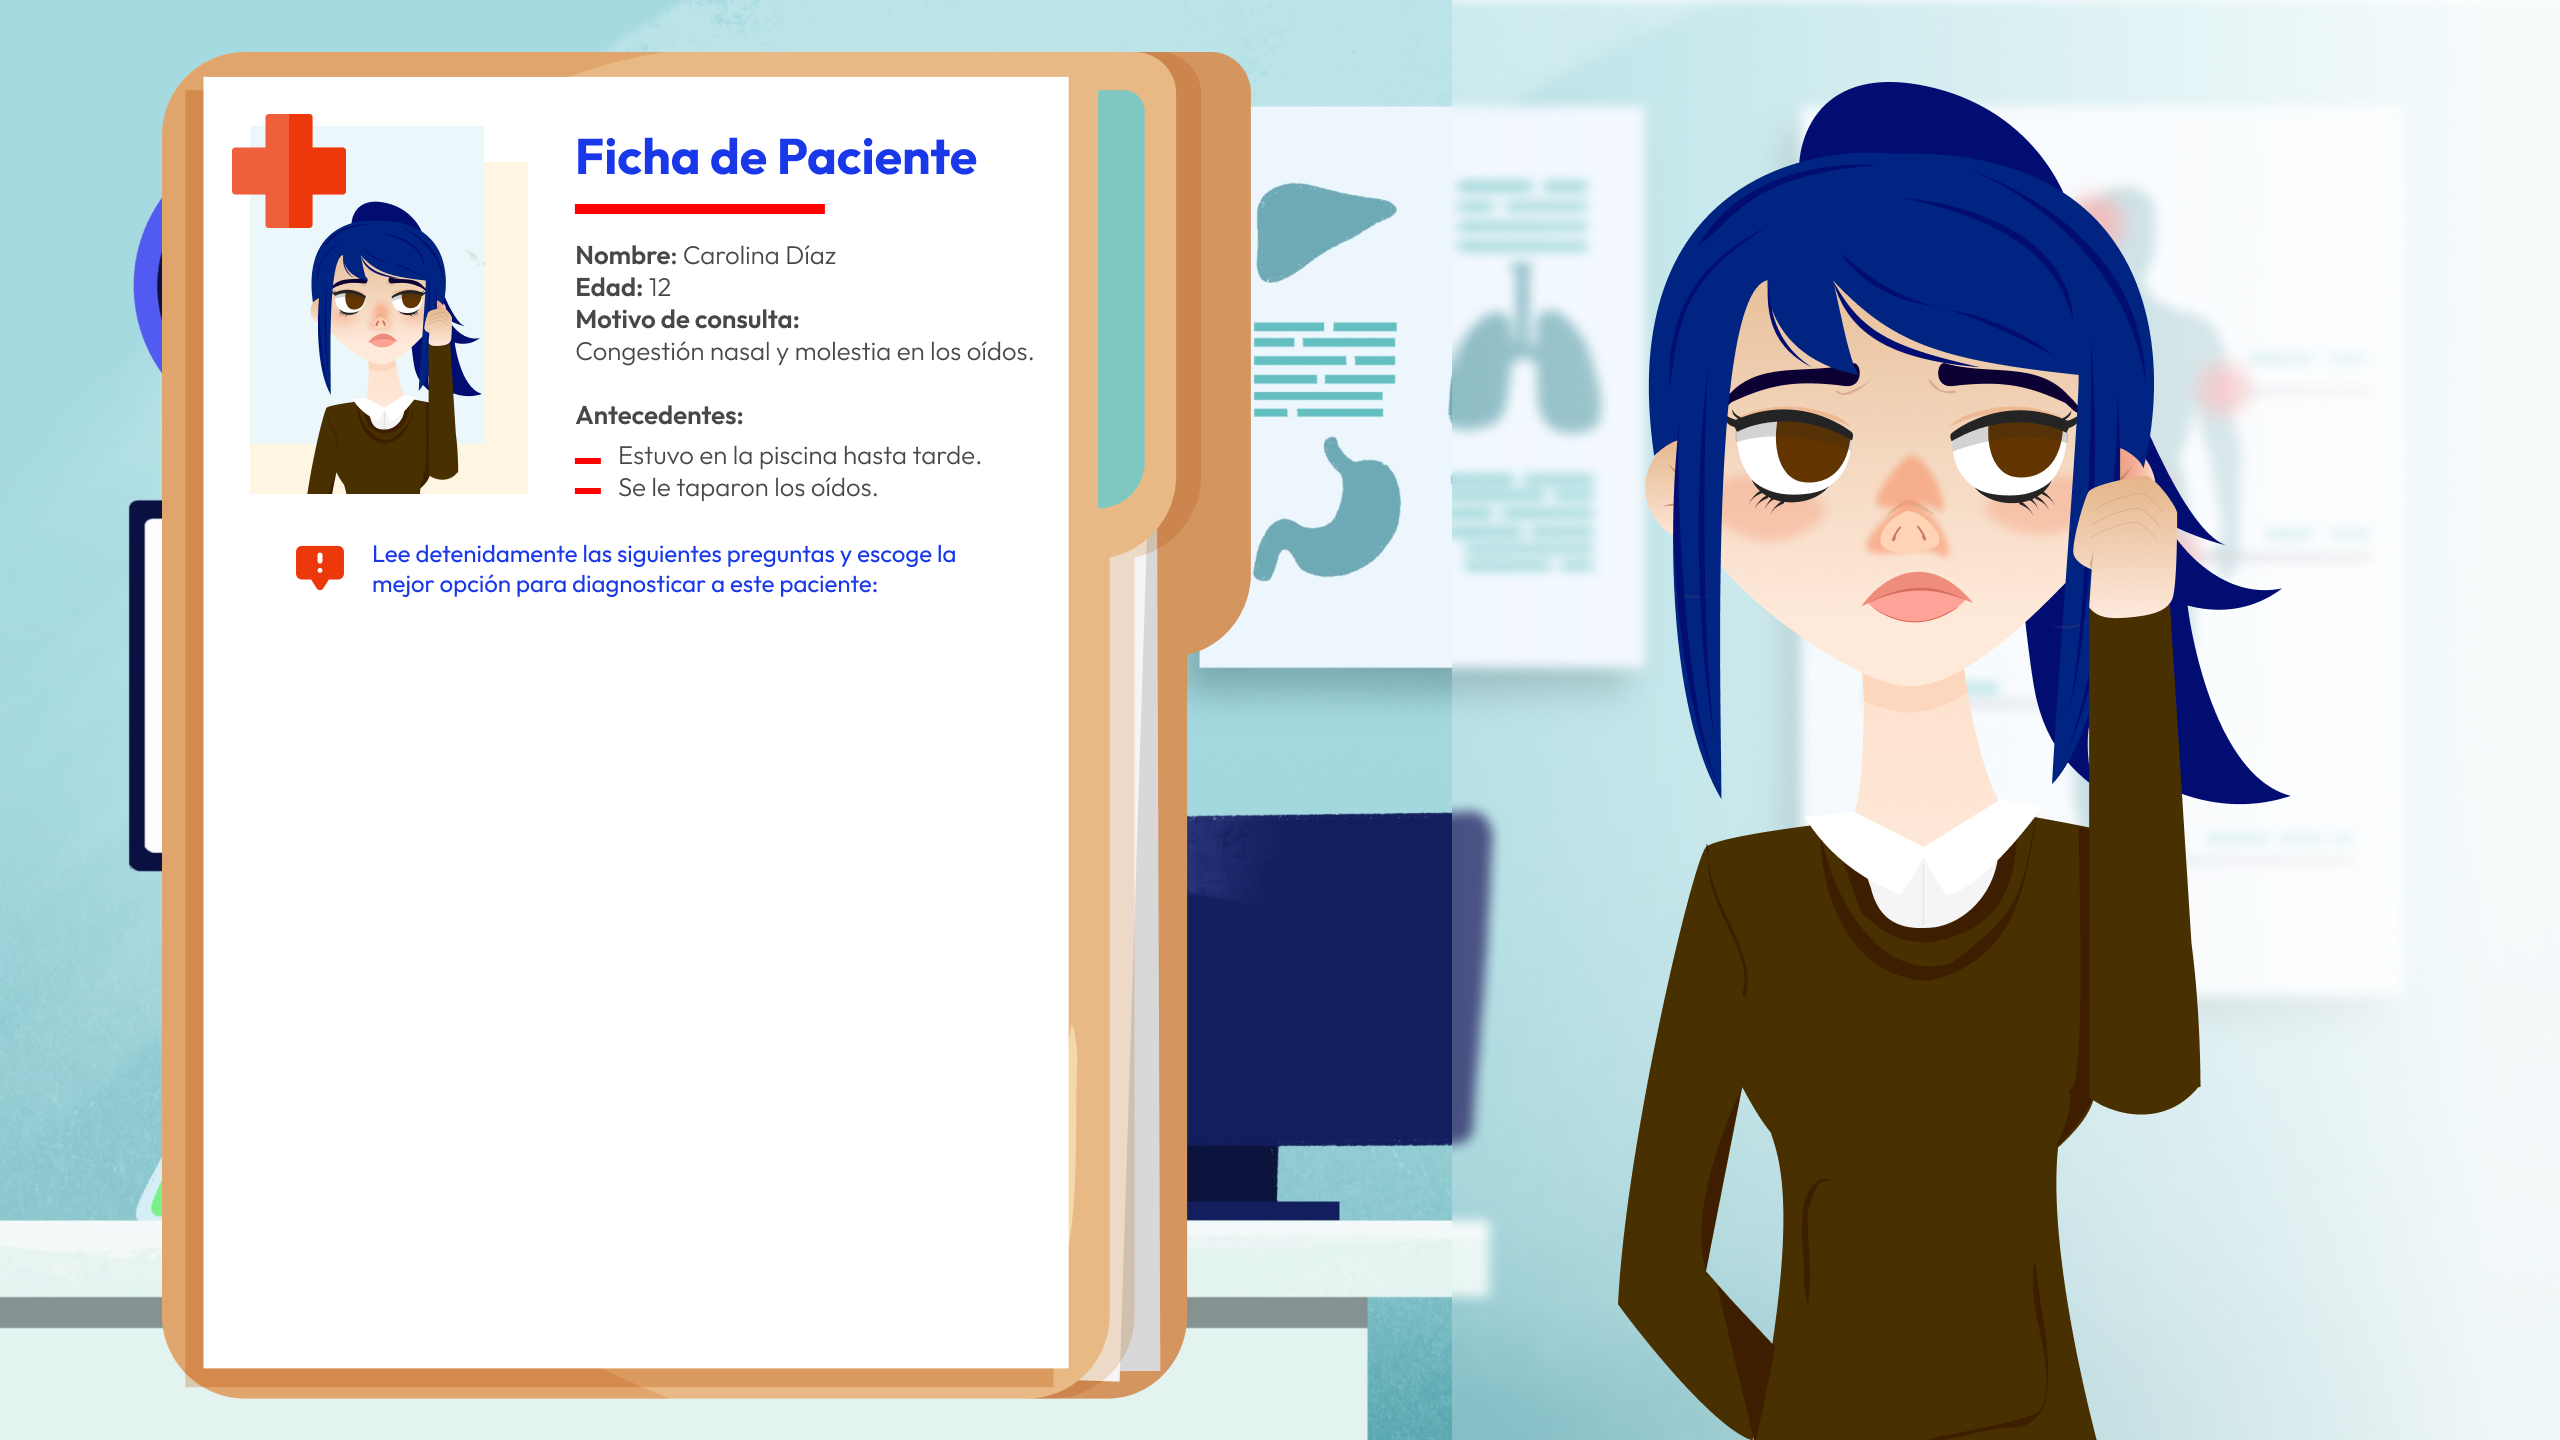 Ficha de Paciente
Nombre: Carolina Díaz
Edad: 12
Motivo de consulta:
Congestión nasal y molestia en los oídos.
Antecedentes:
Estuvo en la piscina hasta tarde.
Se le taparon los oídos.
Lee detenidamente las siguientes preguntas y escoge la
mejor opción para diagnosticar a este paciente: